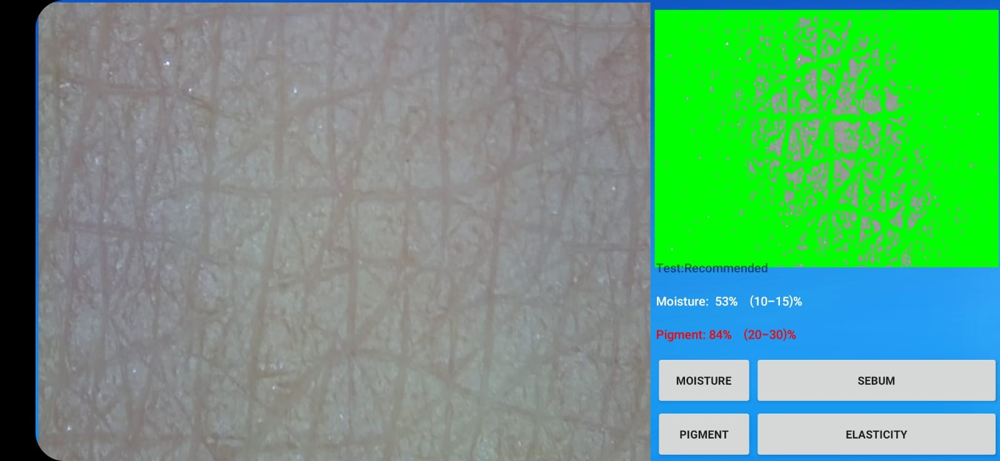 Test:Recommended
Moisture: 53% (10-15)%
Pigment: 84% (20-30)%
MOISTURE
SEBUM
PIGMENT
ELASTICITY